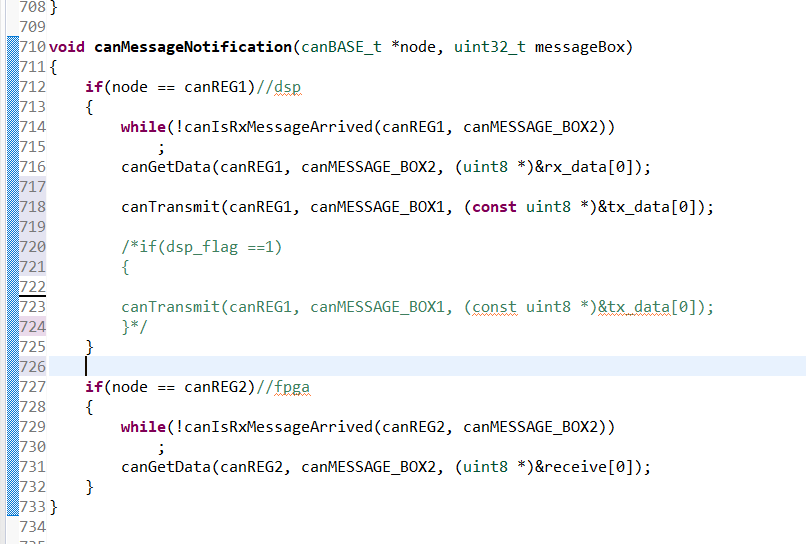 708 }
709
710 void canMessageNotification(canBASE_t *node, uint32_t messageBox)
711 {
712     if(node == canREG1)//dsp
713     {
714         while(!canIsRxMessageArrived(canREG1, canMESSAGE_BOX2))
715             ;
716         canGetData(canREG1, canMESSAGE_BOX2, (uint8 *)&rx_data[0]);
717
718         canTransmit(canREG1, canMESSAGE_BOX1, (const uint8 *)&tx_data[0]);
719
720         /*if(dsp_flag ==1)
721         {
722
723         canTransmit(canREG1, canMESSAGE_BOX1, (const uint8 *)&tx_data[0]);
724         }*/
725     }
726
727     if(node == canREG2)//fpga
728     {
729         while(!canIsRxMessageArrived(canREG2, canMESSAGE_BOX2))
730             ;
731         canGetData(canREG2, canMESSAGE_BOX2, (uint8 *)&receive[0]);
732     }
733 }
734